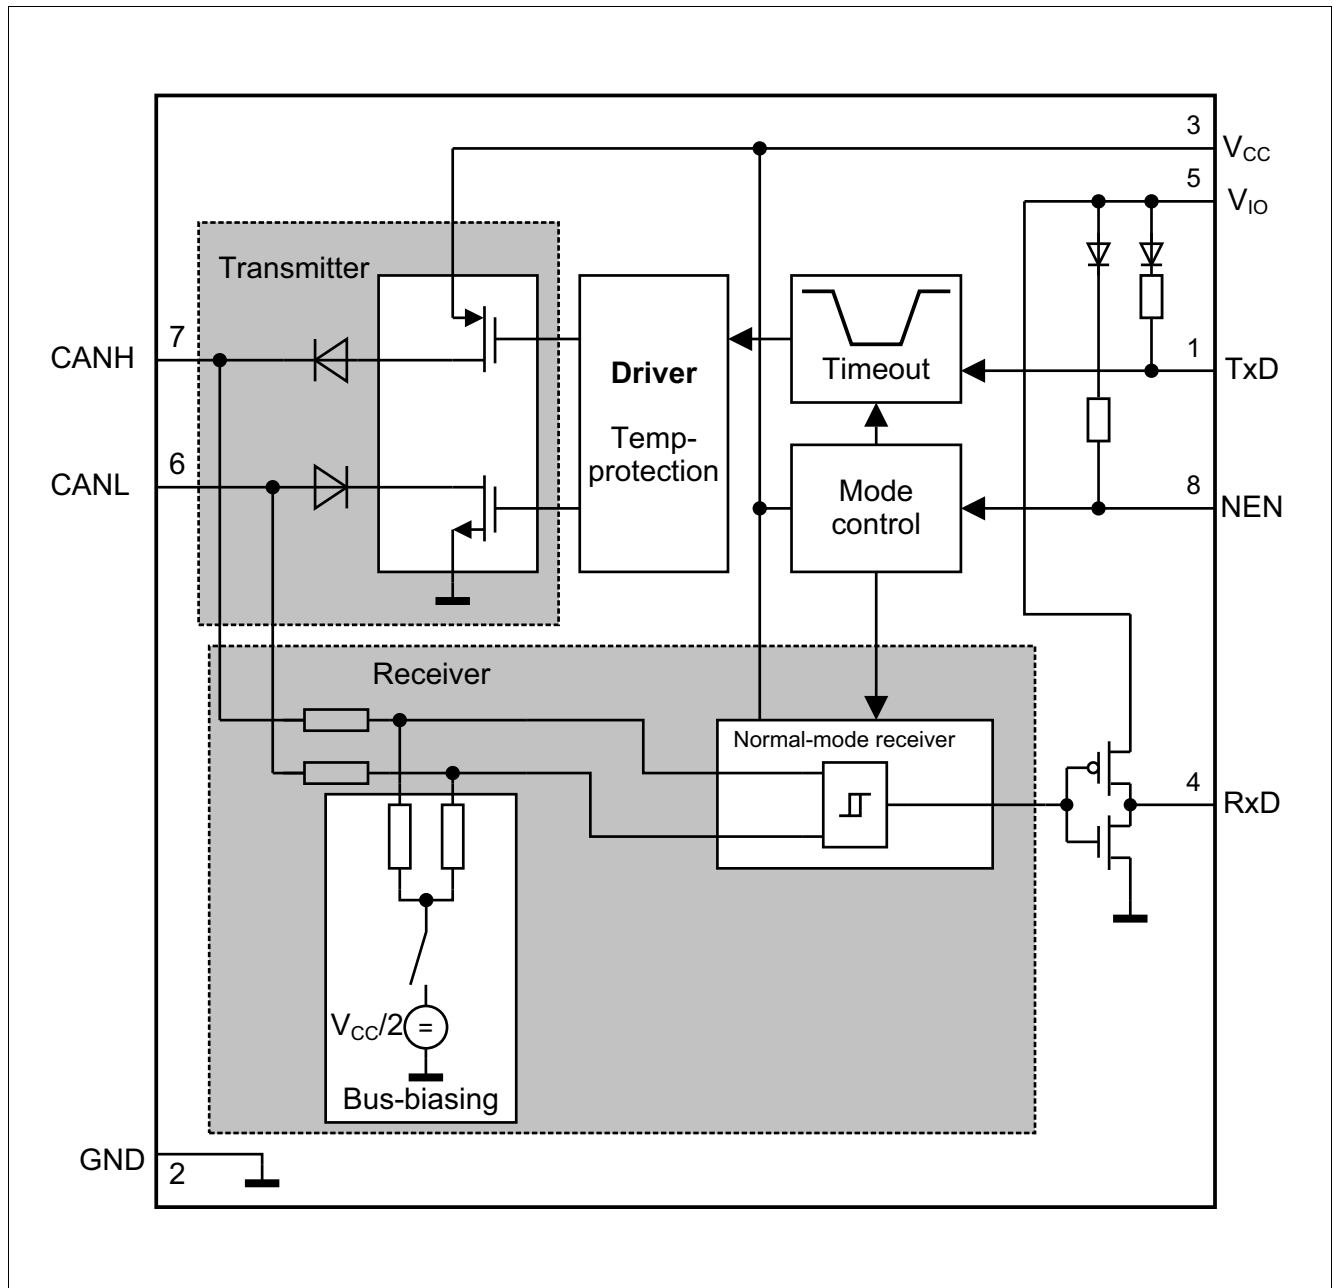 3
VCC
5
VIO
Transmitter
7
CANH
Driver
Timeout
1
TxD
Temp-
protection
6
CANL
Mode
control
8
NEN
Receiver
Normal-mode receiver
4
RxD
VCC/2
=
Bus-biasing
GND
2